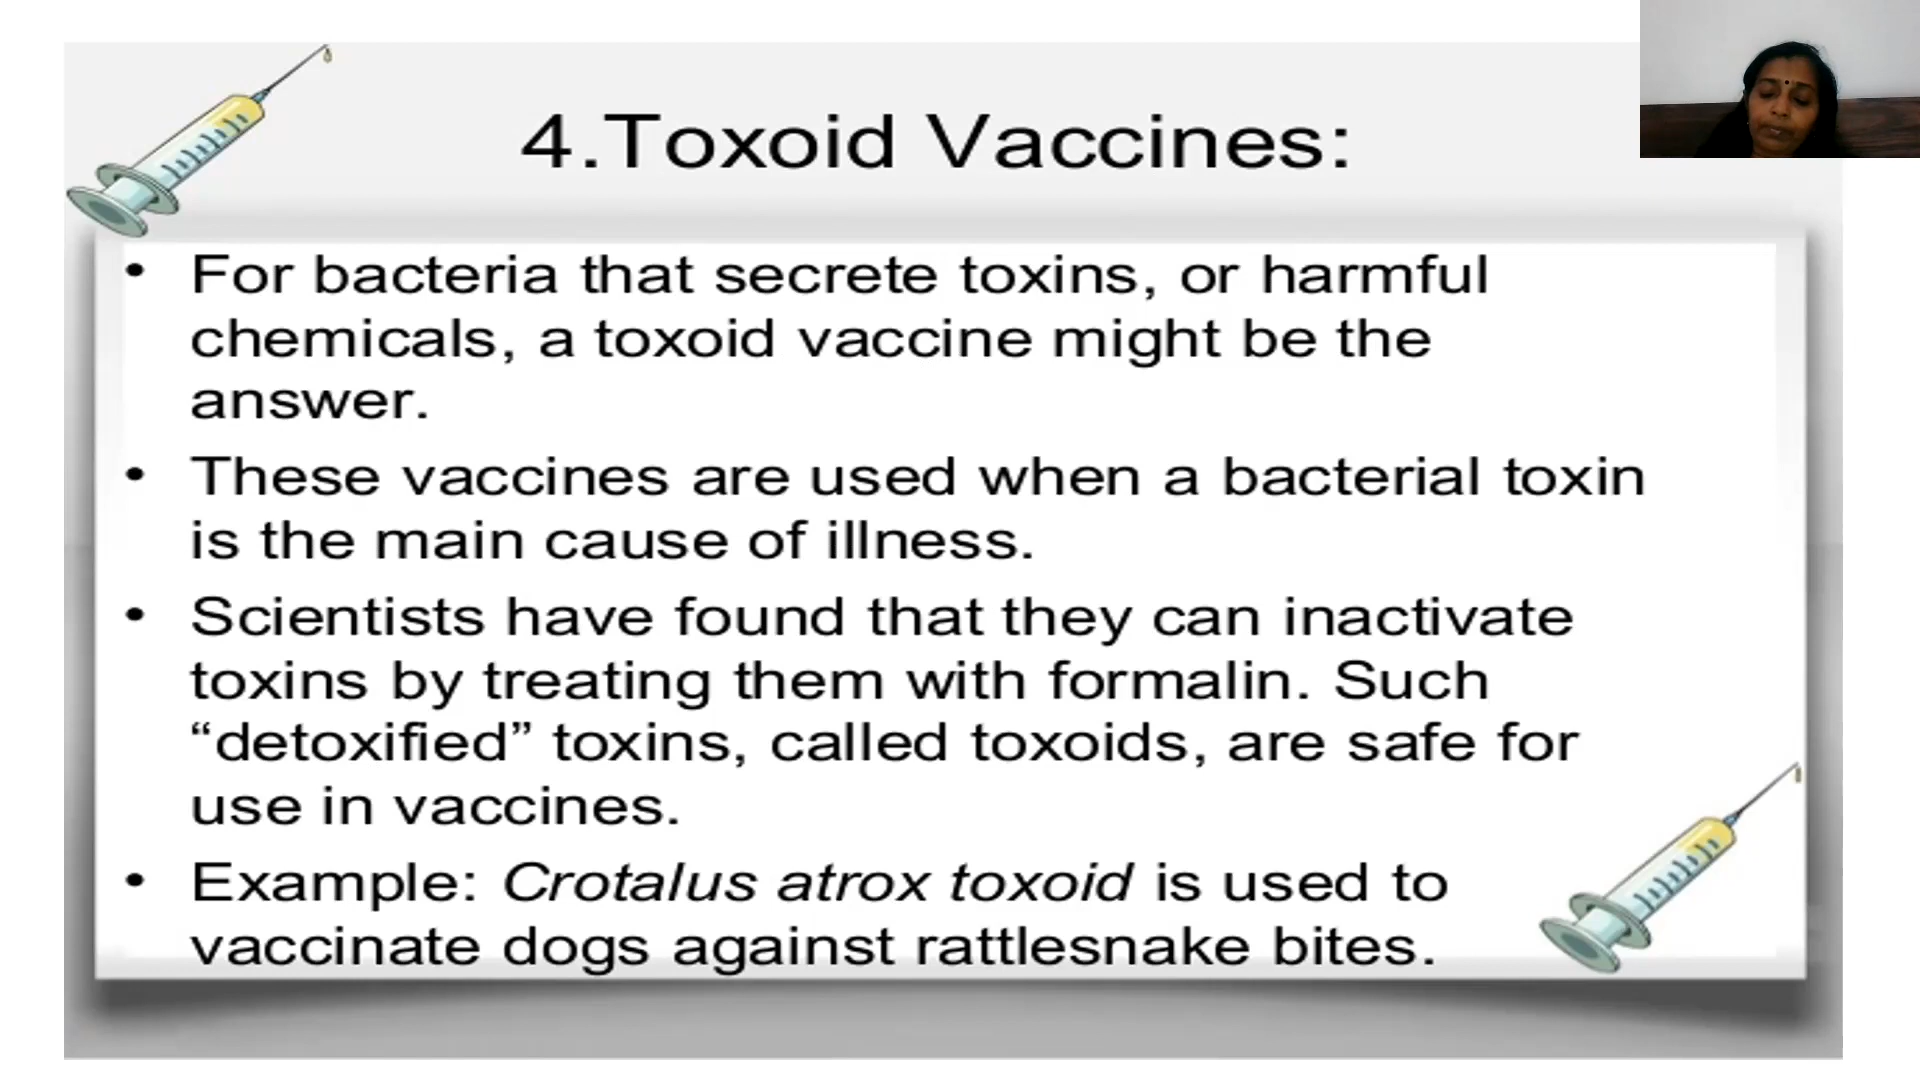 4.Toxoid Vaccines:
• For bacteria that secrete toxins, or harmful
chemicals, a toxoid vaccine might be the
answer.
• These vaccines are used when a bacterial toxin
is the main cause of illness.
• Scientists have found that they can inactivate
toxins by treating them with formalin. Such
“detoxified” toxins, called toxoids, are safe for
use in vaccines.
• Example: Crotalus atrox toxoid is used to
vaccinate dogs against rattlesnake bites.